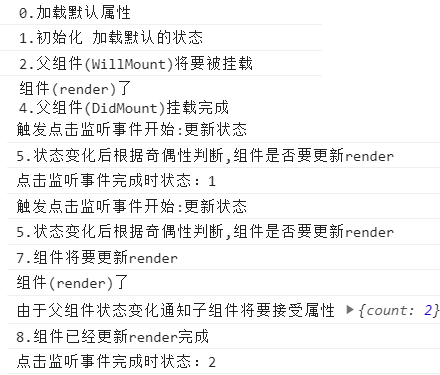 0.加载默认属性
1.初始化 加载默认的状态
2.父组件(WillMount)将要被挂载
组件(render)了
4.父组件(DidMount)挂载完成
触发点击监听事件开始:更新状态
5.状态变化后根据奇偶性判断,组件是否要更新render
点击监听事件完成时状态：1
触发点击监听事件开始:更新状态
5.状态变化后根据奇偶性判断,组件是否要更新render
7.组件将要更新render
组件(render)了
由于父组件状态变化通知子组件将要接受属性 ▶{count: 2}
8.组件已经更新render完成
点击监听事件完成时状态：2